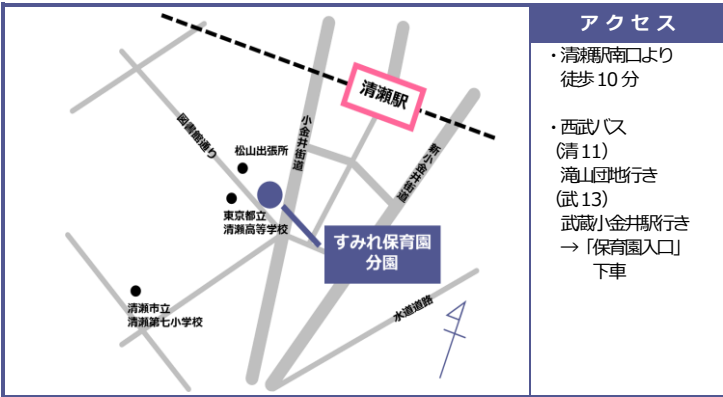 清瀬駅
小金井街道
新小金井街道
図書館通り
松山出張所
東京都立
清瀬高等学校
すみれ保育園
分園
清瀬市立
清瀬第七小学校
水道道路
アクセス
・清瀬駅南口より
徒歩10分
・西武バス
(清11)
滝山団地行き
(武13)
武蔵小金井駅行き
→「保育園入口」
下車